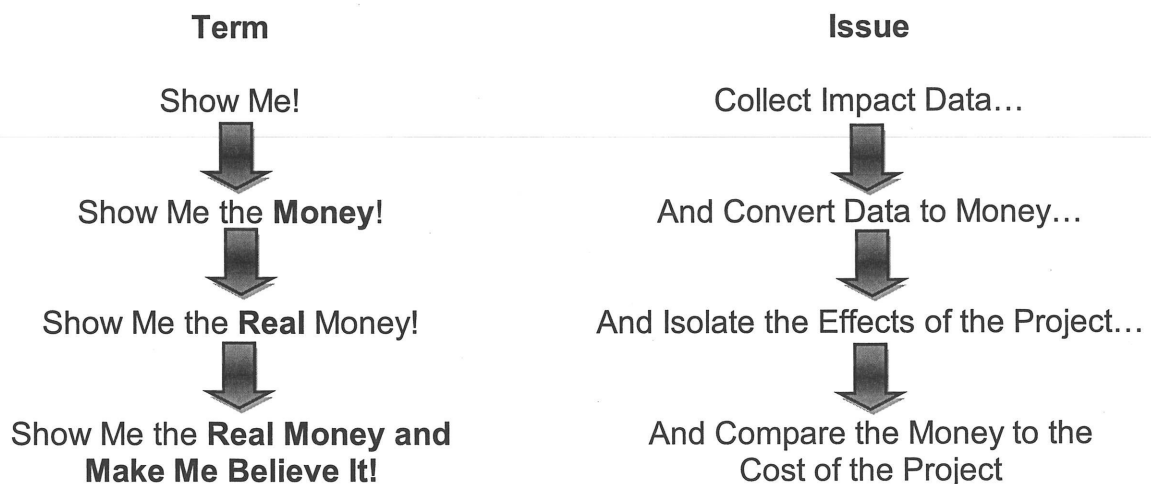 Term
Issue
Show Me!
Collect Impact Data…
Show Me the Money!
And Convert Data to Money…
Show Me the Real Money!
And Isolate the Effects of the Project…
Show Me the Real Money and
Make Me Believe It!
And Compare the Money to the
Cost of the Project